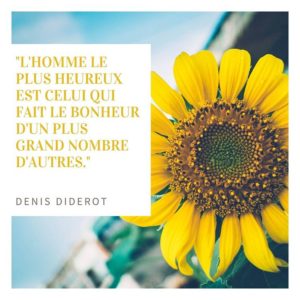 "L'HOMME LE
PLUS HEUREUX
EST CELUI QUI
FAIT LE BONHEUR
D'UN PLUS
GRAND NOMBRE
D'AUTRES."
DENIS DIDEROT